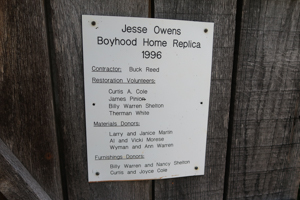 Jesse Owens
Boyhood Home Replica
1996
Contractor: Buck Reed
Restoration Volunteers:
Curtis A. Cole
James Pinion
Billy Warren Shelton
Therman White
Materials Donors:
Larry and Janice Martin
Al and Vicki Morese
Wyman and Ann Warren
Furnishings Donors:
Billy Warren and Nancy Shelton
Curtis and Joyce Cole